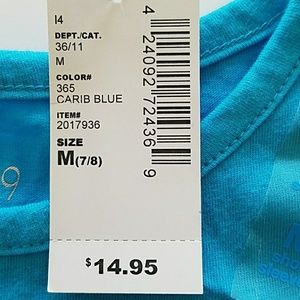 I4
DEPT./CAT.
36/11
M
COLOR#
365
CARIB BLUE
ITEM#
2017936
SIZE
M(7/8)
$14.95
4 24092 72436 9
9